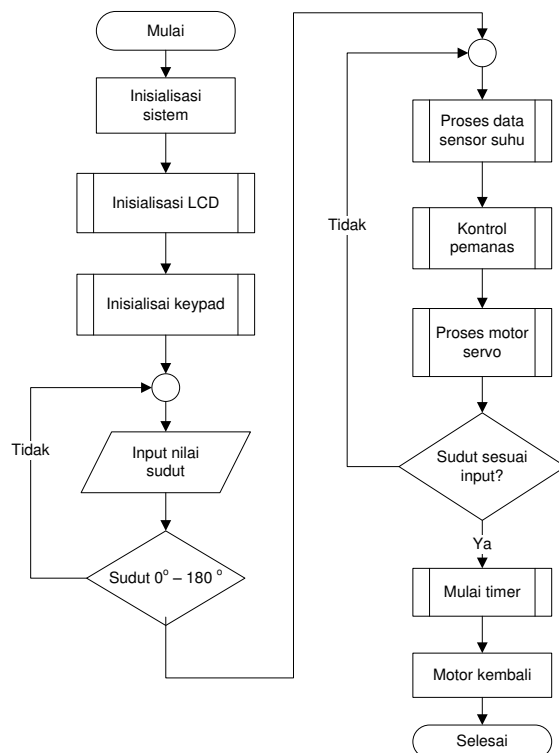 Mulai
Inisialisasi
sistem
Inisialisasi LCD
Inisialisai keypad
Tidak
Input nilai
sudut
Sudut 0° – 180 °
Proses data
sensor suhu
Tidak
Kontrol
pemanas
Proses motor
servo
Sudut sesuai
input?
Ya
Mulai timer
Motor kembali
Selesai